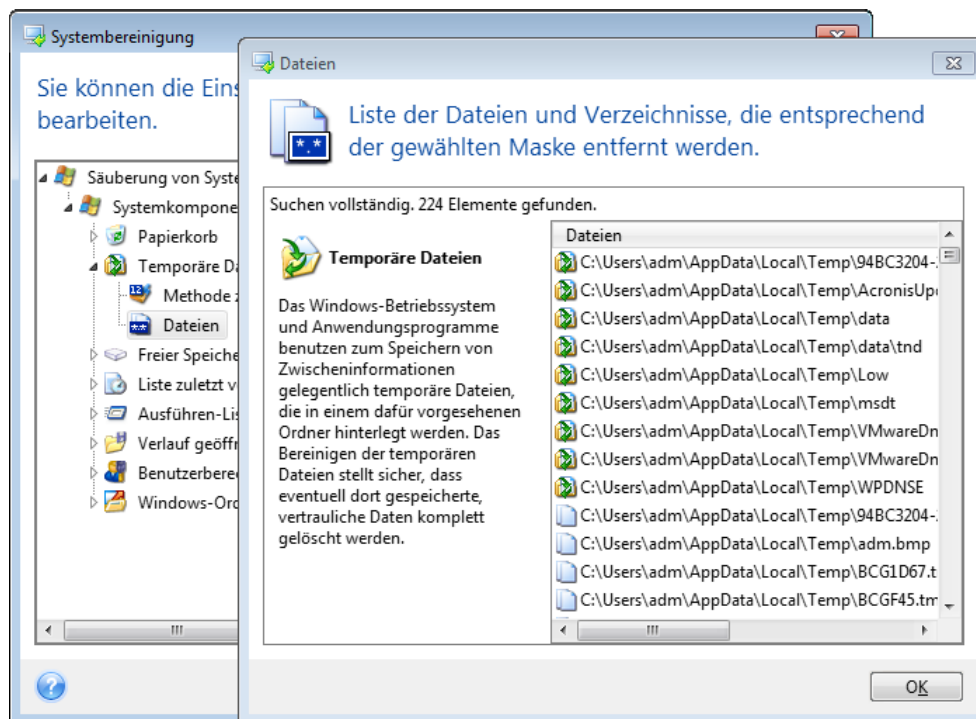 Systembereinigung
Sie können die Eins
bearbeiten.
Säuberung von Syste
Systemkompone
Papierkorb
Temporäre Da
Methode z
Dateien
Freier Speiche
Liste zuletzt v
Ausführen-Lis
Verlauf geöffn
Benutzerbere
Windows-Ord
Dateien
Liste der Dateien und Verzeichnisse, die entsprechend
der gewählten Maske entfernt werden.
Suchen vollständig. 224 Elemente gefunden.
Temporäre Dateien
Das Windows-Betriebssystem
und Anwendungsprogramme
benutzen zum Speichern von
Zwischeninformationen
gelegentlich temporäre Dateien,
die in einem dafür vorgesehenen
Ordner hinterlegt werden. Das
Bereinigen der temporären
Dateien stellt sicher, dass
eventuell dort gespeicherte,
vertrauliche Daten komplett
gelöscht werden.
Dateien
C:\Users\adm\AppData\Local\Temp\94BC3204-
C:\Users\adm\AppData\Local\Temp\AcronisUp
C:\Users\adm\AppData\Local\Temp\data
C:\Users\adm\AppData\Local\Temp\data\tnd
C:\Users\adm\AppData\Local\Temp\Low
C:\Users\adm\AppData\Local\Temp\msdt
C:\Users\adm\AppData\Local\Temp\VMwareDn
C:\Users\adm\AppData\Local\Temp\VMwareDn
C:\Users\adm\AppData\Local\Temp\WPDNSE
C:\Users\adm\AppData\Local\Temp\94BC3204-
C:\Users\adm\AppData\Local\Temp\adm.bmp
C:\Users\adm\AppData\Local\Temp\BCG1D67.t
C:\Users\adm\AppData\Local\Temp\BCGF45.tm
OK